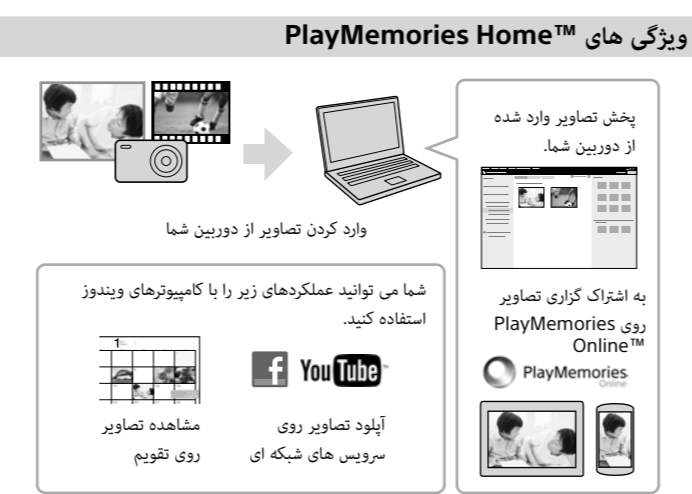 ویژگی های PlayMemories Home™
پخش تصاویر وارد شده
از دوربین شما.
وارد کردن تصاویر از دوربین شما
به اشتراک گزاری تصاویر
روی PlayMemories
Online™
PlayMemories
Online
شما می توانید عملکردهای زیر را با کامپیوترهای ویندوز
استفاده کنید.
f YouTube
1
آپلود تصاویر روی
سرویس های شبکه ای
مشاهده تصاویر
روی تقویم